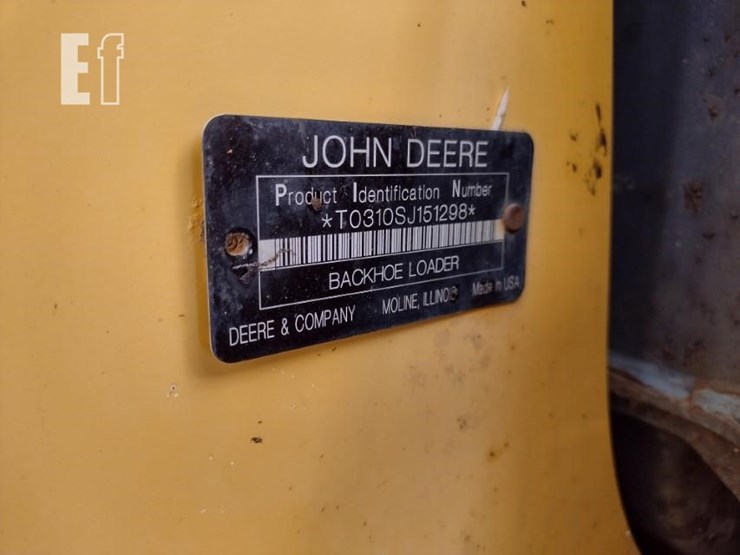 Ef
JOHN DEERE
Product Identification Number
*T0310SJ151298*
BACKHOE LOADER
DEERE & COMPANY MOLINE, ILLINOIS Made in USA